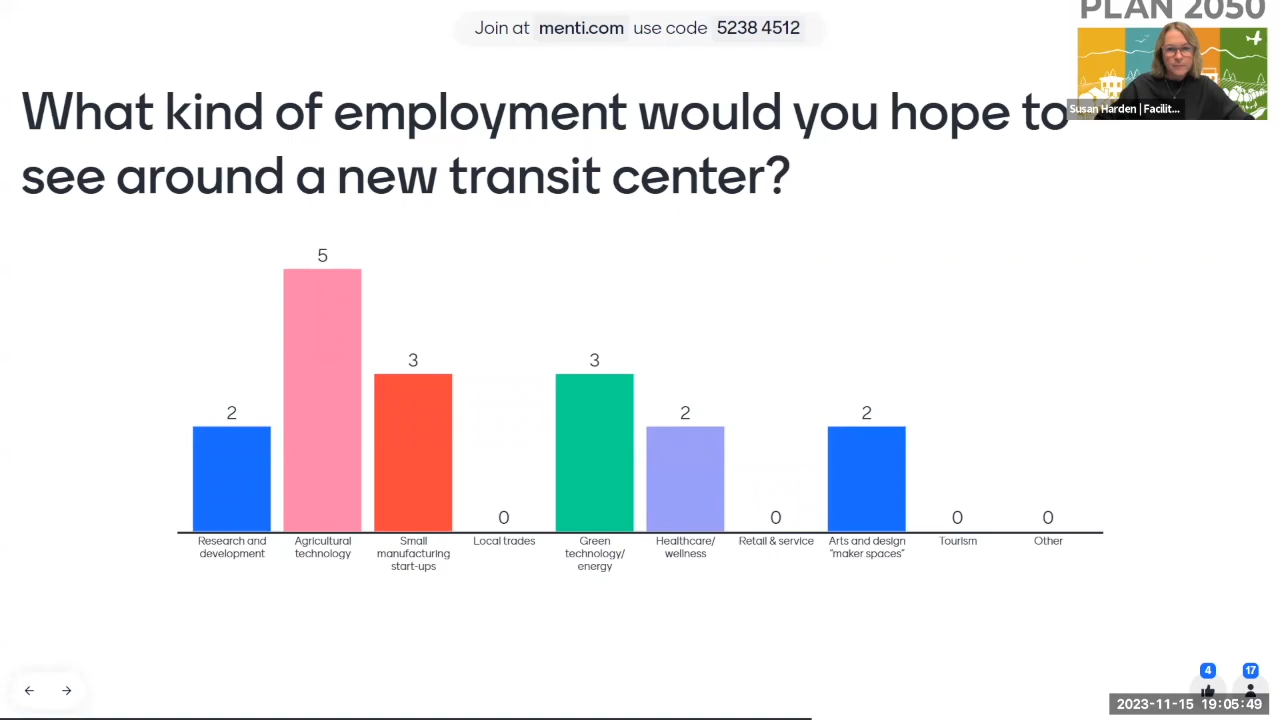 PLAN 2050
Join at menti.com use code 5238 4512
Susan Harden | Facilit...
What kind of employment would you hope to
see around a new transit center?
5
3
3
2
2
2
0
0
0
0
Research and
development
Agricultural
technology
Small
manufacturing
start-ups
Local trades
Green
technology/
energy
Healthcare/
wellness
Retail & service
Arts and design
"maker spaces"
Tourism
Other
4
17
2023-11-15 19:05:49